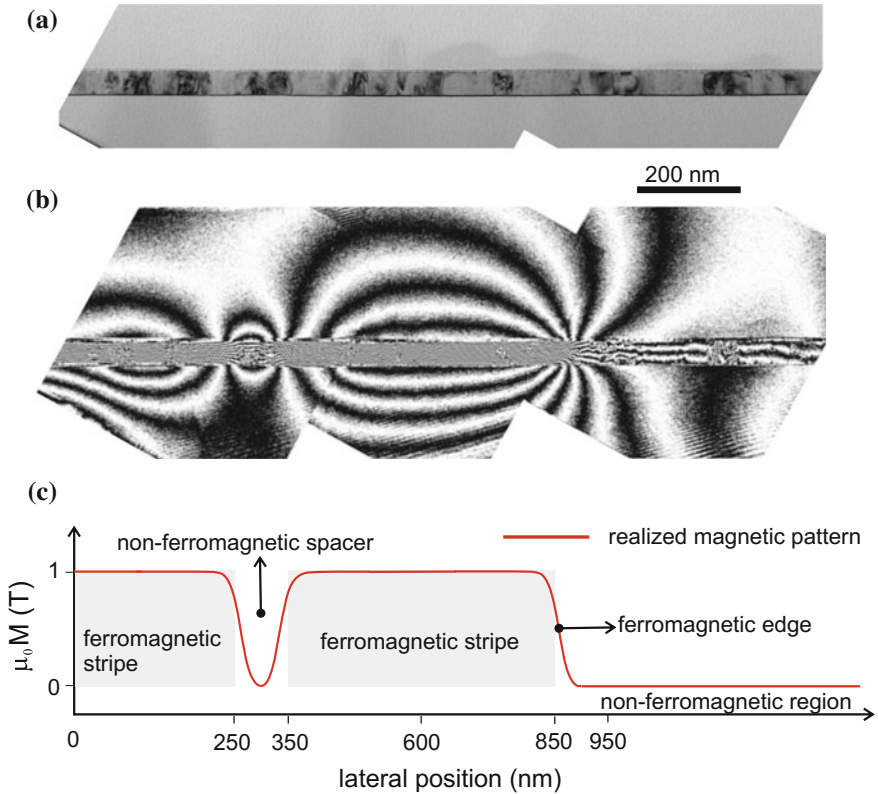 (a)
200 nm
(b)
(c)
non-ferromagnetic spacer
realized magnetic pattern
1
μ₀M (T)
ferromagnetic
stripe
ferromagnetic stripe
ferromagnetic edge
0
non-ferromagnetic region
0
250
350
600
850
950
lateral position (nm)